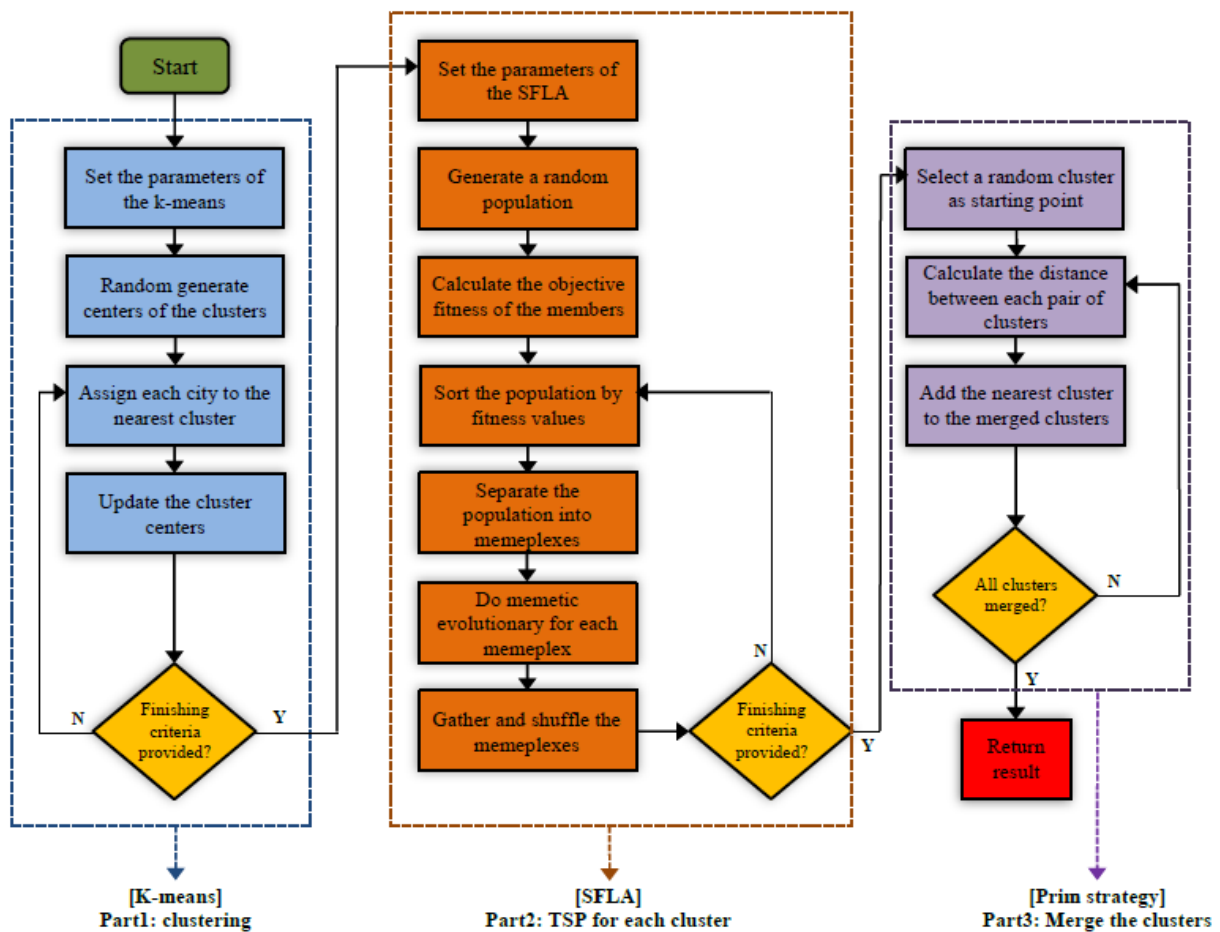 Start
Set the parameters of
the k-means
Random generate
centers of the clusters
Assign each city to the
nearest cluster
Update the cluster
centers
Finishing
criteria
provided?
N
Y
[K-means]
Part1: clustering
Set the parameters of
the SFLA
Generate a random
population
Calculate the objective
fitness of the members
Sort the population by
fitness values
Separate the
population into
memeplexes
Do memetic
evolutionary for each
memeplex
Gather and shuffle the
memeplexes
Finishing
criteria
provided?
N
Y
[SFLA]
Part2: TSP for each cluster
Select a random cluster
as starting point
Calculate the distance
between each pair of
clusters
Add the nearest cluster
to the merged clusters
All clusters
merged?
N
Y
Return
result
[Prim strategy]
Part3: Merge the clusters